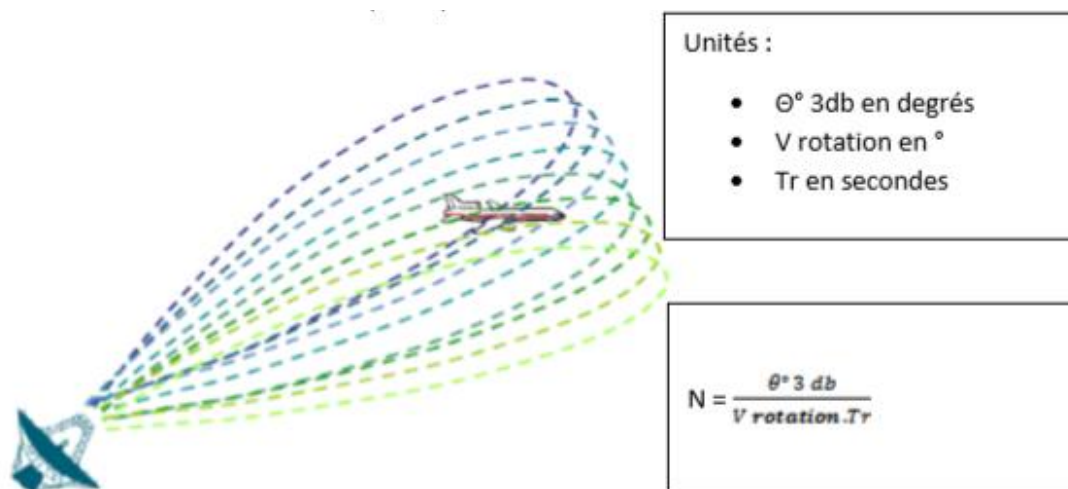 Unités :
• Θ° 3db en degrés
• V rotation en °
• Tr en secondes
N = θ° 3 db / V rotation .Tr